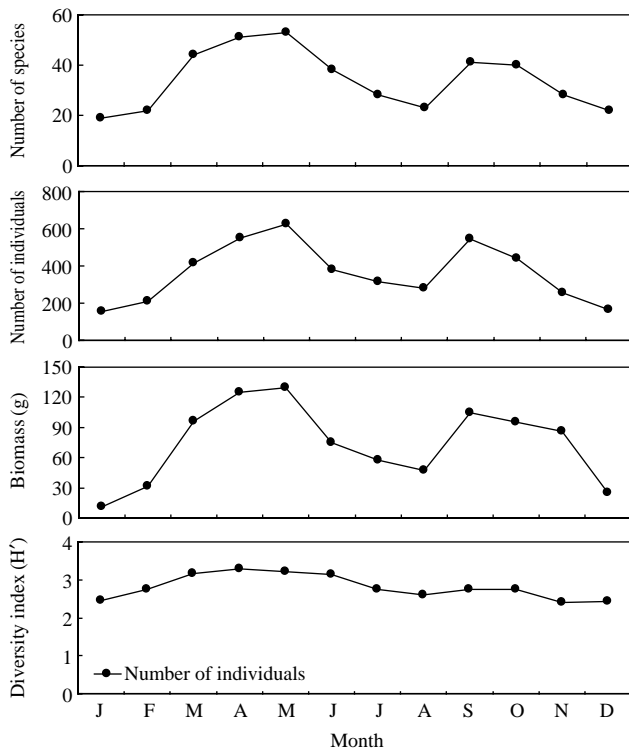 60
40
20
0
Number of species
800
600
400
200
0
Number of individuals
150
120
90
60
30
0
Biomass (g)
4
3
2
1
0
Diversity index (H′)
Number of individuals
J F M A M J J A S O N D
Month